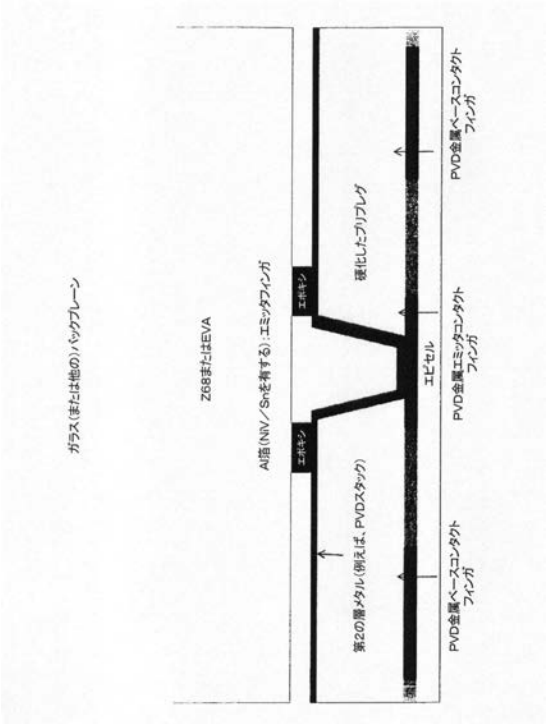 ガラス(または他の)バックプレーン
Z68またはEVA
Al箔(NiV/Snを有する):エミッタフィンガ
エポキシ
エポキシ
第2の層メタル(例えば、PVDスタック)
硬化したプリプレグ
エピセル
PVD金属ベースコンタクト
フィンガ
PVD金属エミッタコンタクト
フィンガ
PVD金属ベースコンタクト
フィンガ